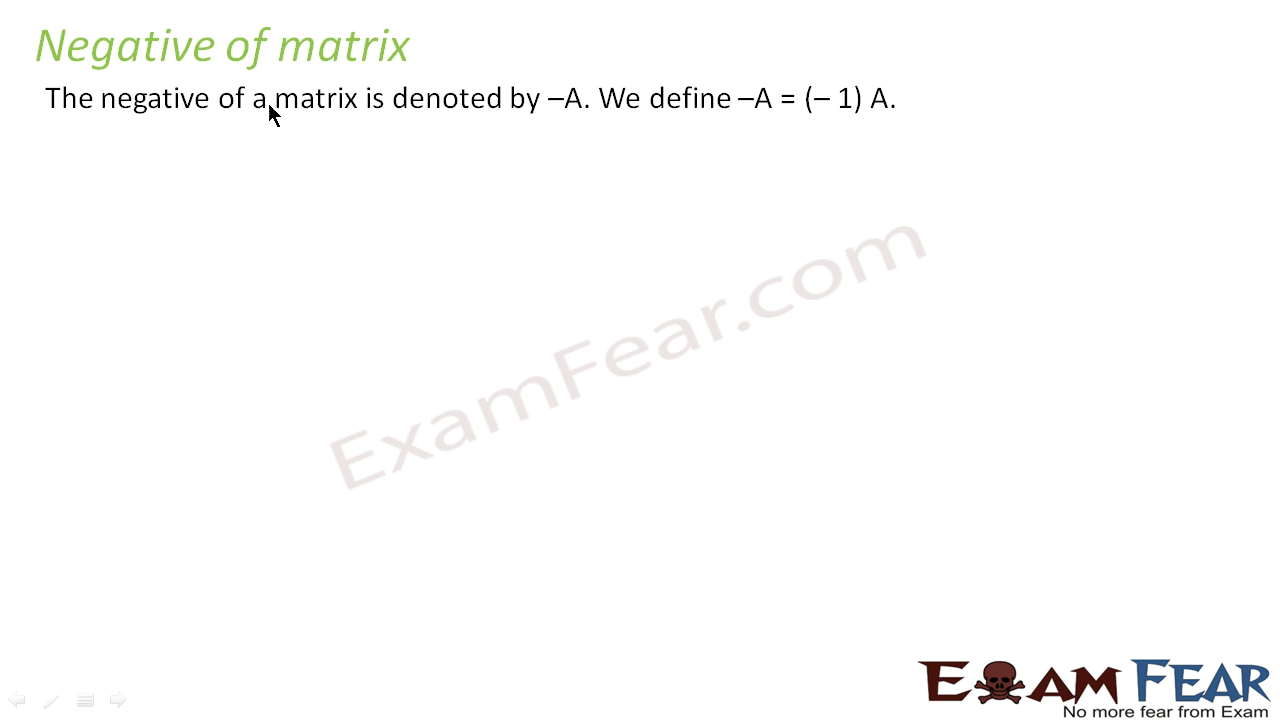 Negative of matrix
The negative of a matrix is denoted by –A. We define –A = (– 1) A.
ExamFear.com
EXAM FEAR
No more fear from Exam